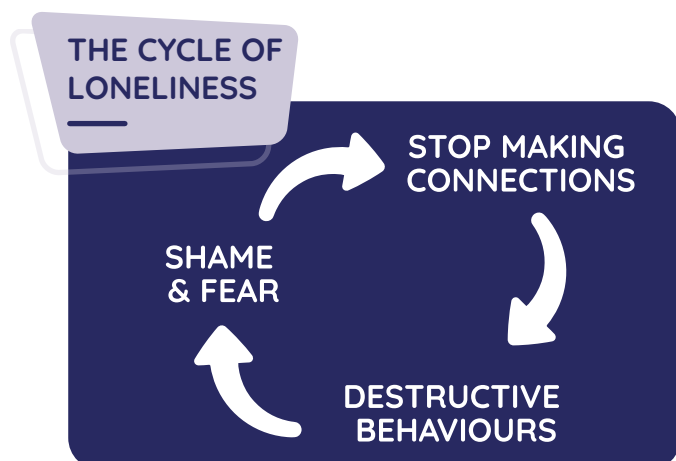 THE CYCLE OF
LONELINESS
STOP MAKING
CONNECTIONS
SHAME
& FEAR
DESTRUCTIVE
BEHAVIOURS